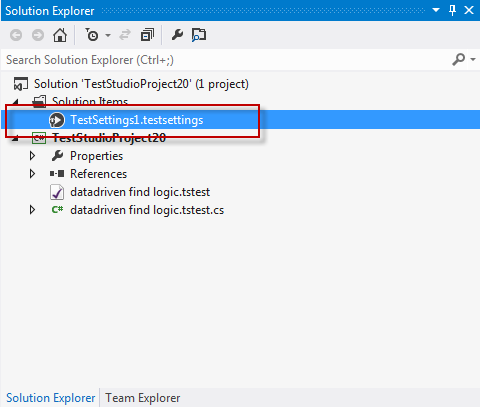 Solution Explorer
Search Solution Explorer (Ctrl+;)
Solution 'TestStudioProject20' (1 project)
Solution Items
TestSettings1.testsettings
C# TestStudioProject20
Properties
References
datadriven find logic.tstest
C# datadriven find logic.tstest.cs
Solution Explorer Team Explorer